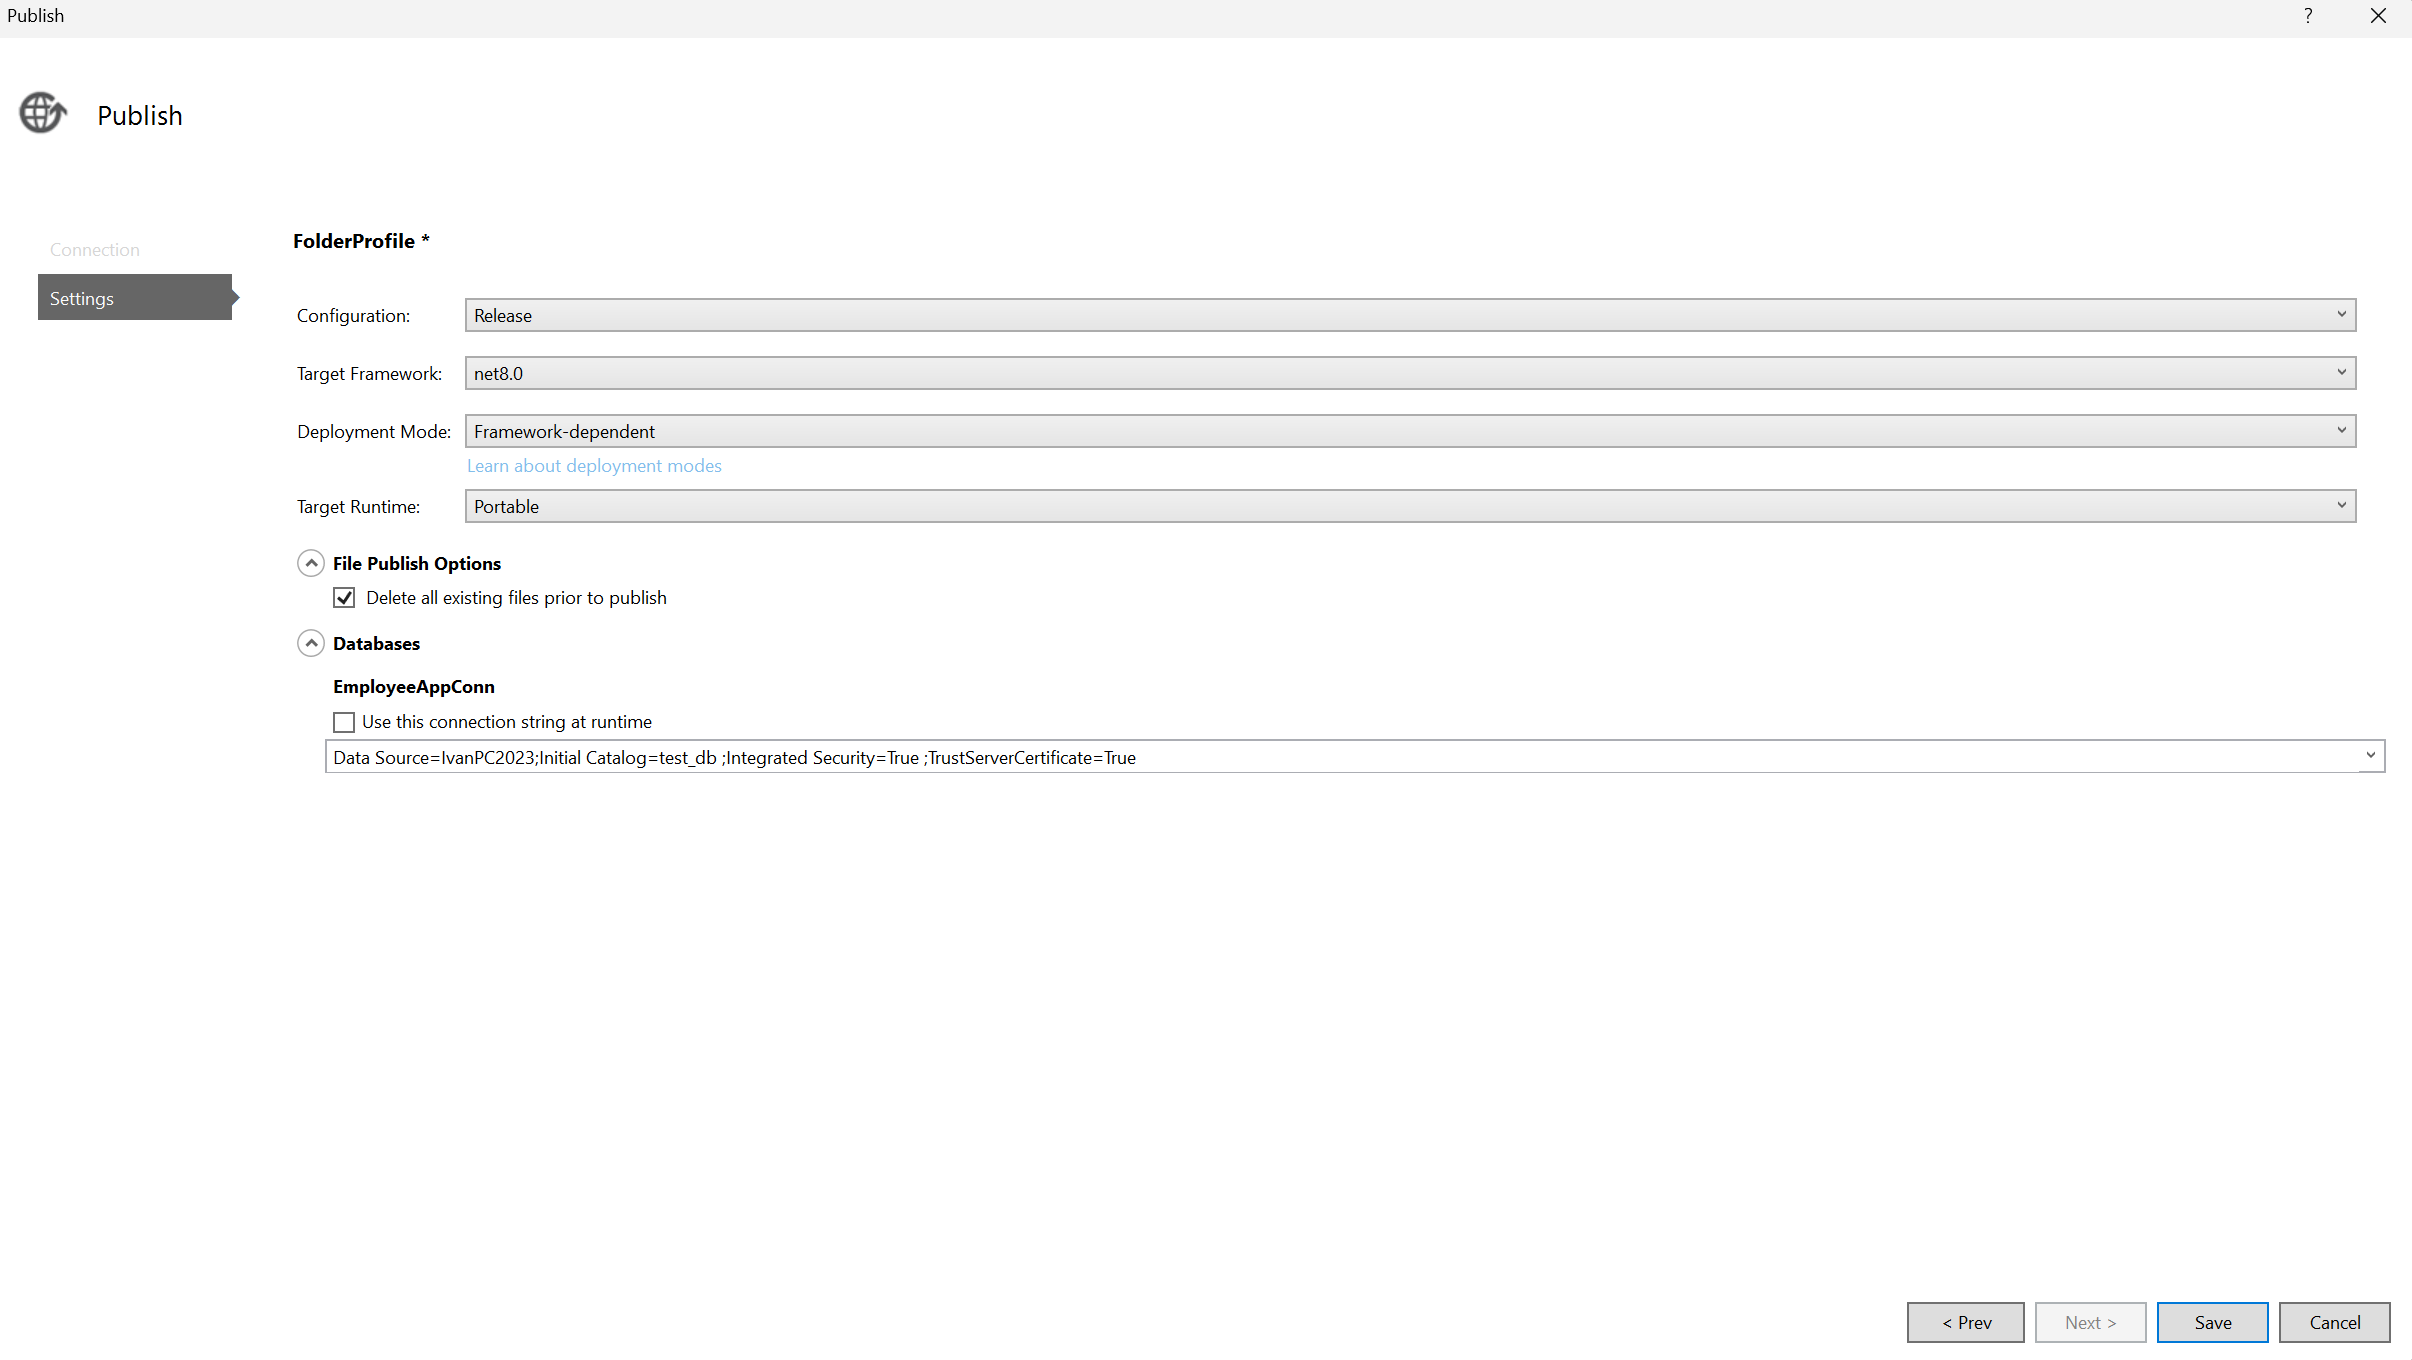 Publish
?
Publish
Connection
Settings
FolderProfile *
Configuration: Release
Target Framework: net8.0
Deployment Mode: Framework-dependent
Learn about deployment modes
Target Runtime: Portable
File Publish Options
Delete all existing files prior to publish
Databases
EmployeeAppConn
Use this connection string at runtime
Data Source=IvanPC2023;Initial Catalog=test_db ;Integrated Security=True ;TrustServerCertificate=True
< Prev Next > Save Cancel